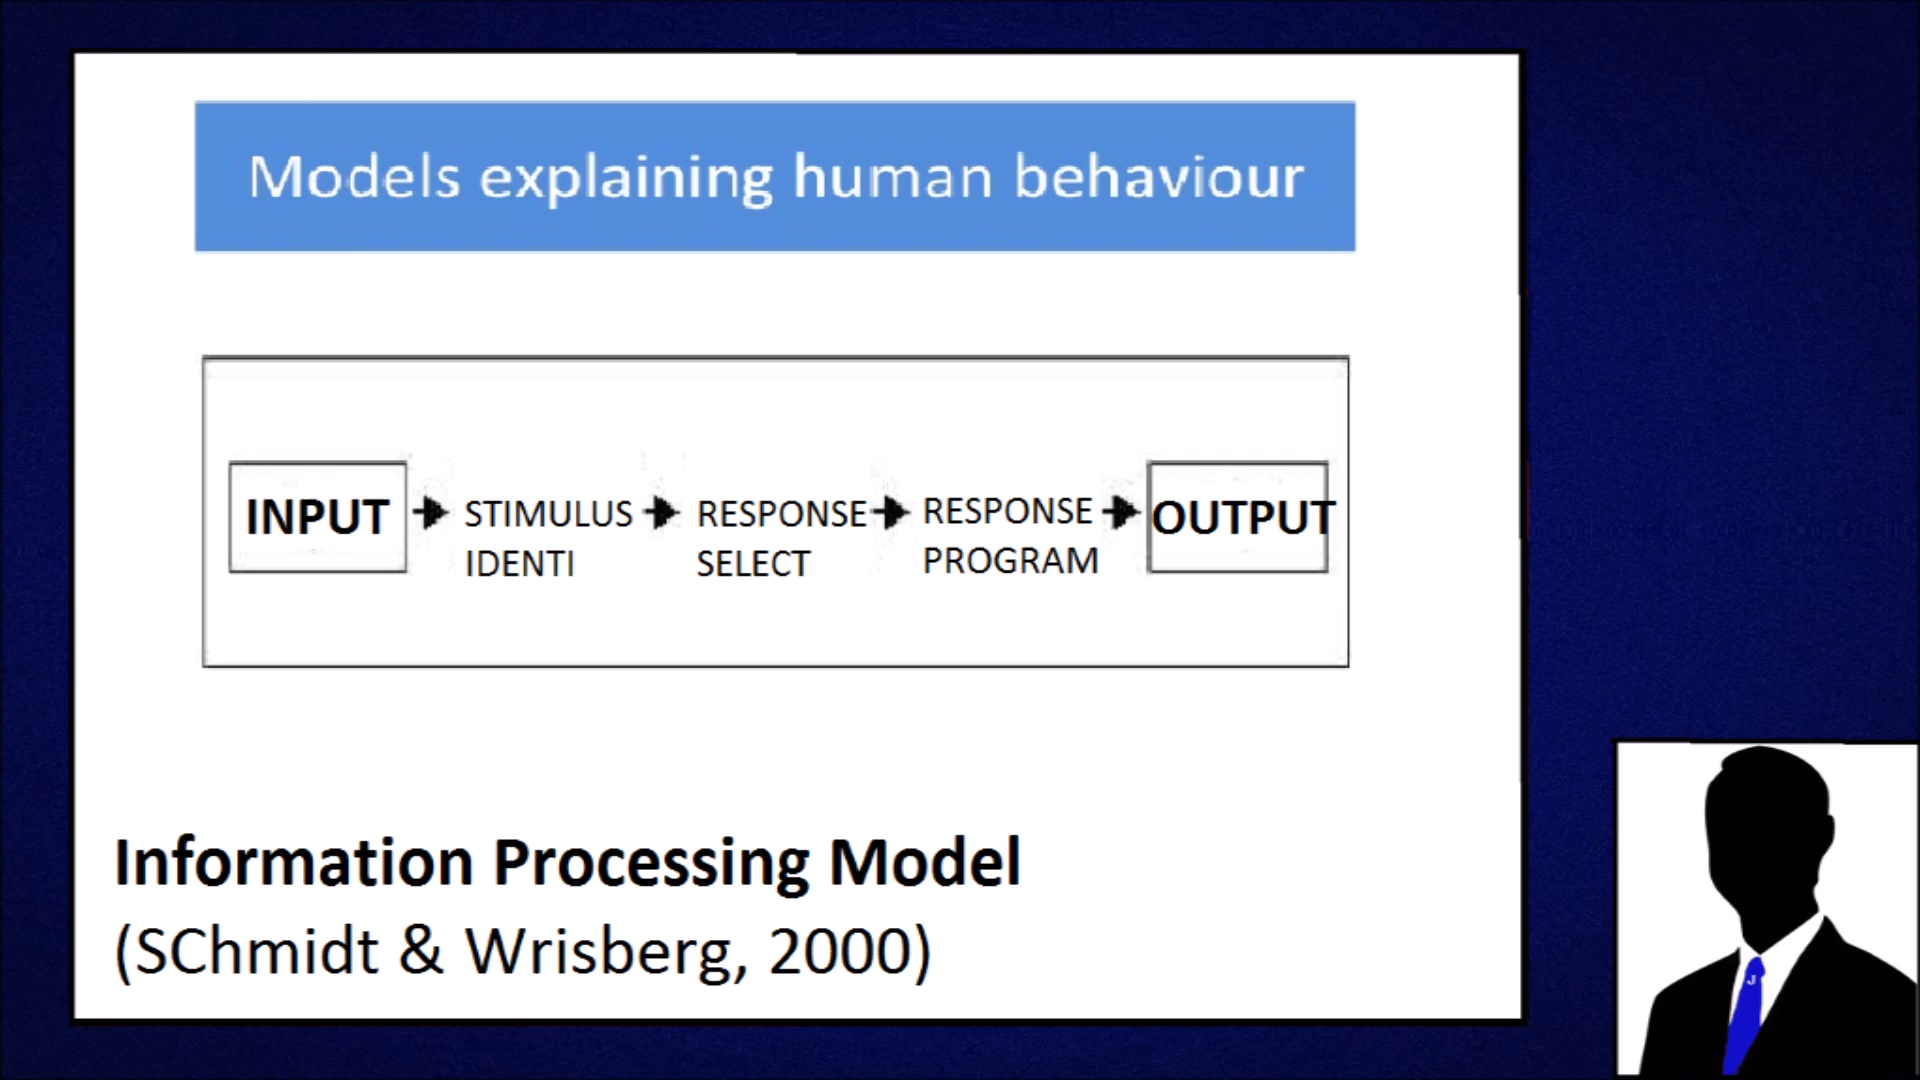 Models explaining human behaviour
INPUT
STIMULUS
IDENTI
RESPONSE
SELECT
RESPONSE
PROGRAM
OUTPUT
Information Processing Model
(SChmidt & Wrisberg, 2000)
J